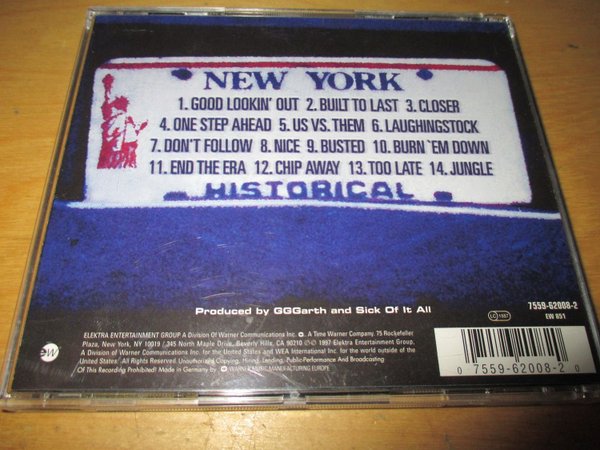 NEW YORK
1. GOOD LOOKIN' OUT 2. BUILT TO LAST 3. CLOSER
4. ONE STEP AHEAD 5. US VS. THEM 6. LAUGHINGSTOCK
7. DON'T FOLLOW 8. NICE 9. BUSTED 10. BURN `EM DOWN
11. END THE ERA 12. CHIP AWAY 13. TOO LATE 14. JUNGLE
HISTORICAL
Produced by GGGarth and Sick Of It All
7559-62008-2
EW 851
LC 1557
ELEKTRA ENTERTAINMENT GROUP A Division Of Warner Communications Inc. A Time Warner Company. 75 Rockefeller
Plaza, New York, NY 10019 / 345 North Maple Drive, Beverly Hills, CA 90210 ©℗ 1997 Elektra Entertainment Group,
A Division of Warner Communications Inc. for the United States and WEA International Inc. for the world outside of the
United States. All Rights Reserved. Unauthorized Copying, Hiring, Lending, Public Performance And Broadcasting
Of This Recording Prohibited! Made in Germany by WARNER MUSIC MANUFACTURING EUROPE
ew
0 7559-62008-2 0